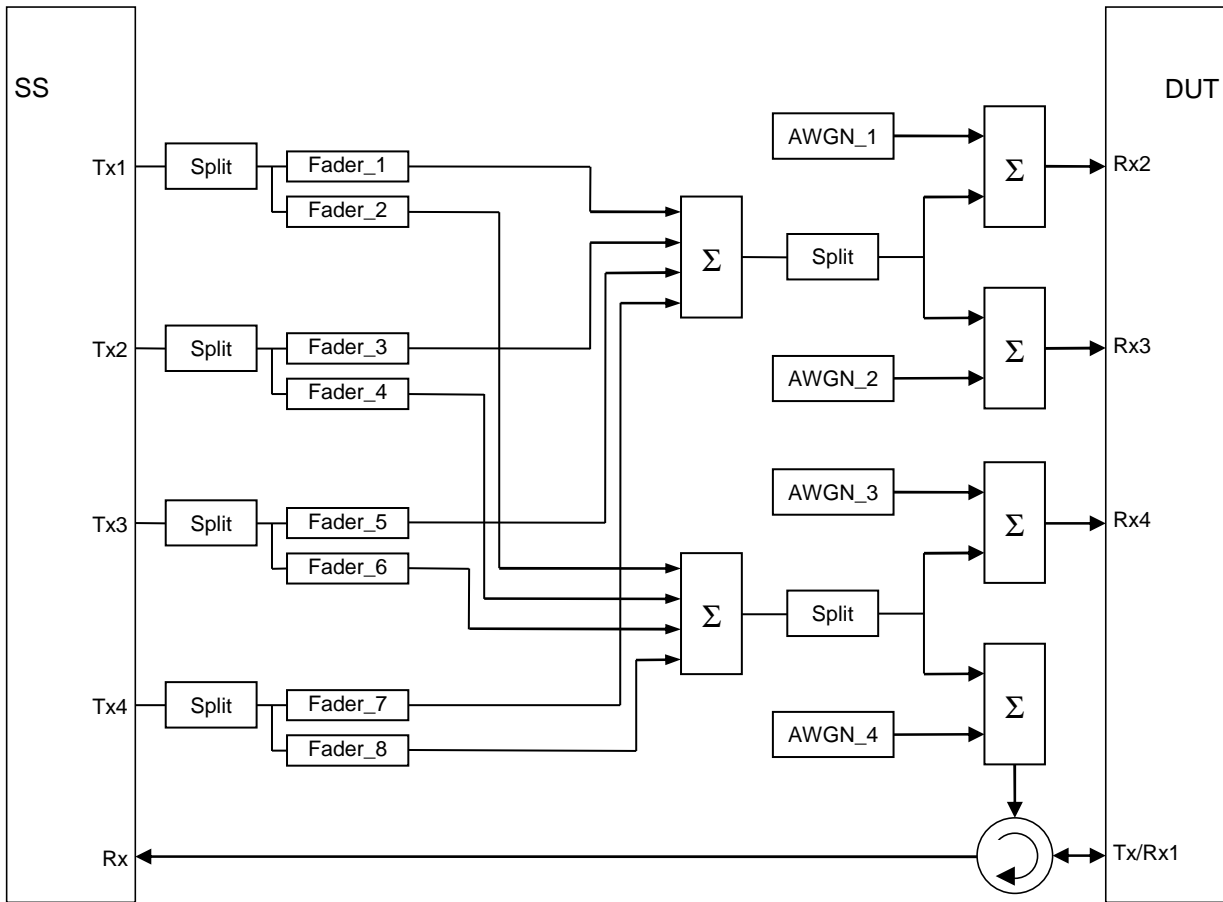 SS
DUT
Tx1
Split
Fader_1
Fader_2
AWGN_1
Σ
Rx2
Σ
Split
Tx2
Split
Fader_3
Fader_4
AWGN_2
Σ
Rx3
Tx3
Split
Fader_5
Fader_6
AWGN_3
Σ
Rx4
Σ
Split
Tx4
Split
Fader_7
Fader_8
AWGN_4
Σ
Rx
Tx/Rx1